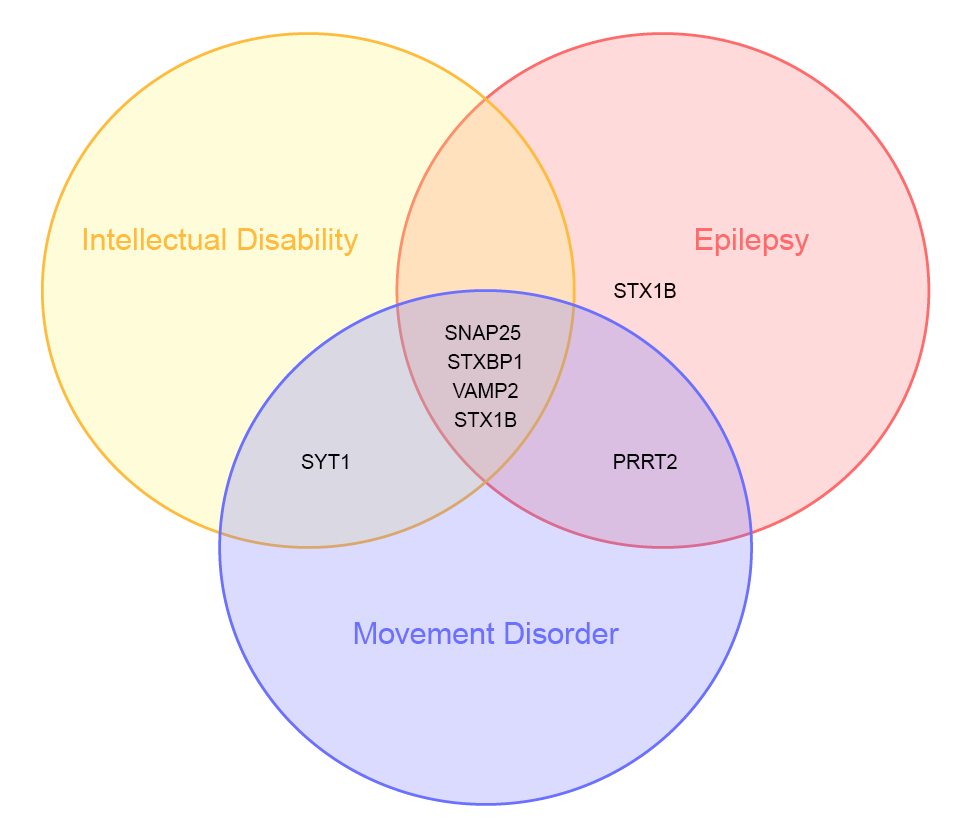 Intellectual Disability
Epilepsy
STX1B
SNAP25
STXBP1
VAMP2
STX1B
SYT1
PRRT2
Movement Disorder